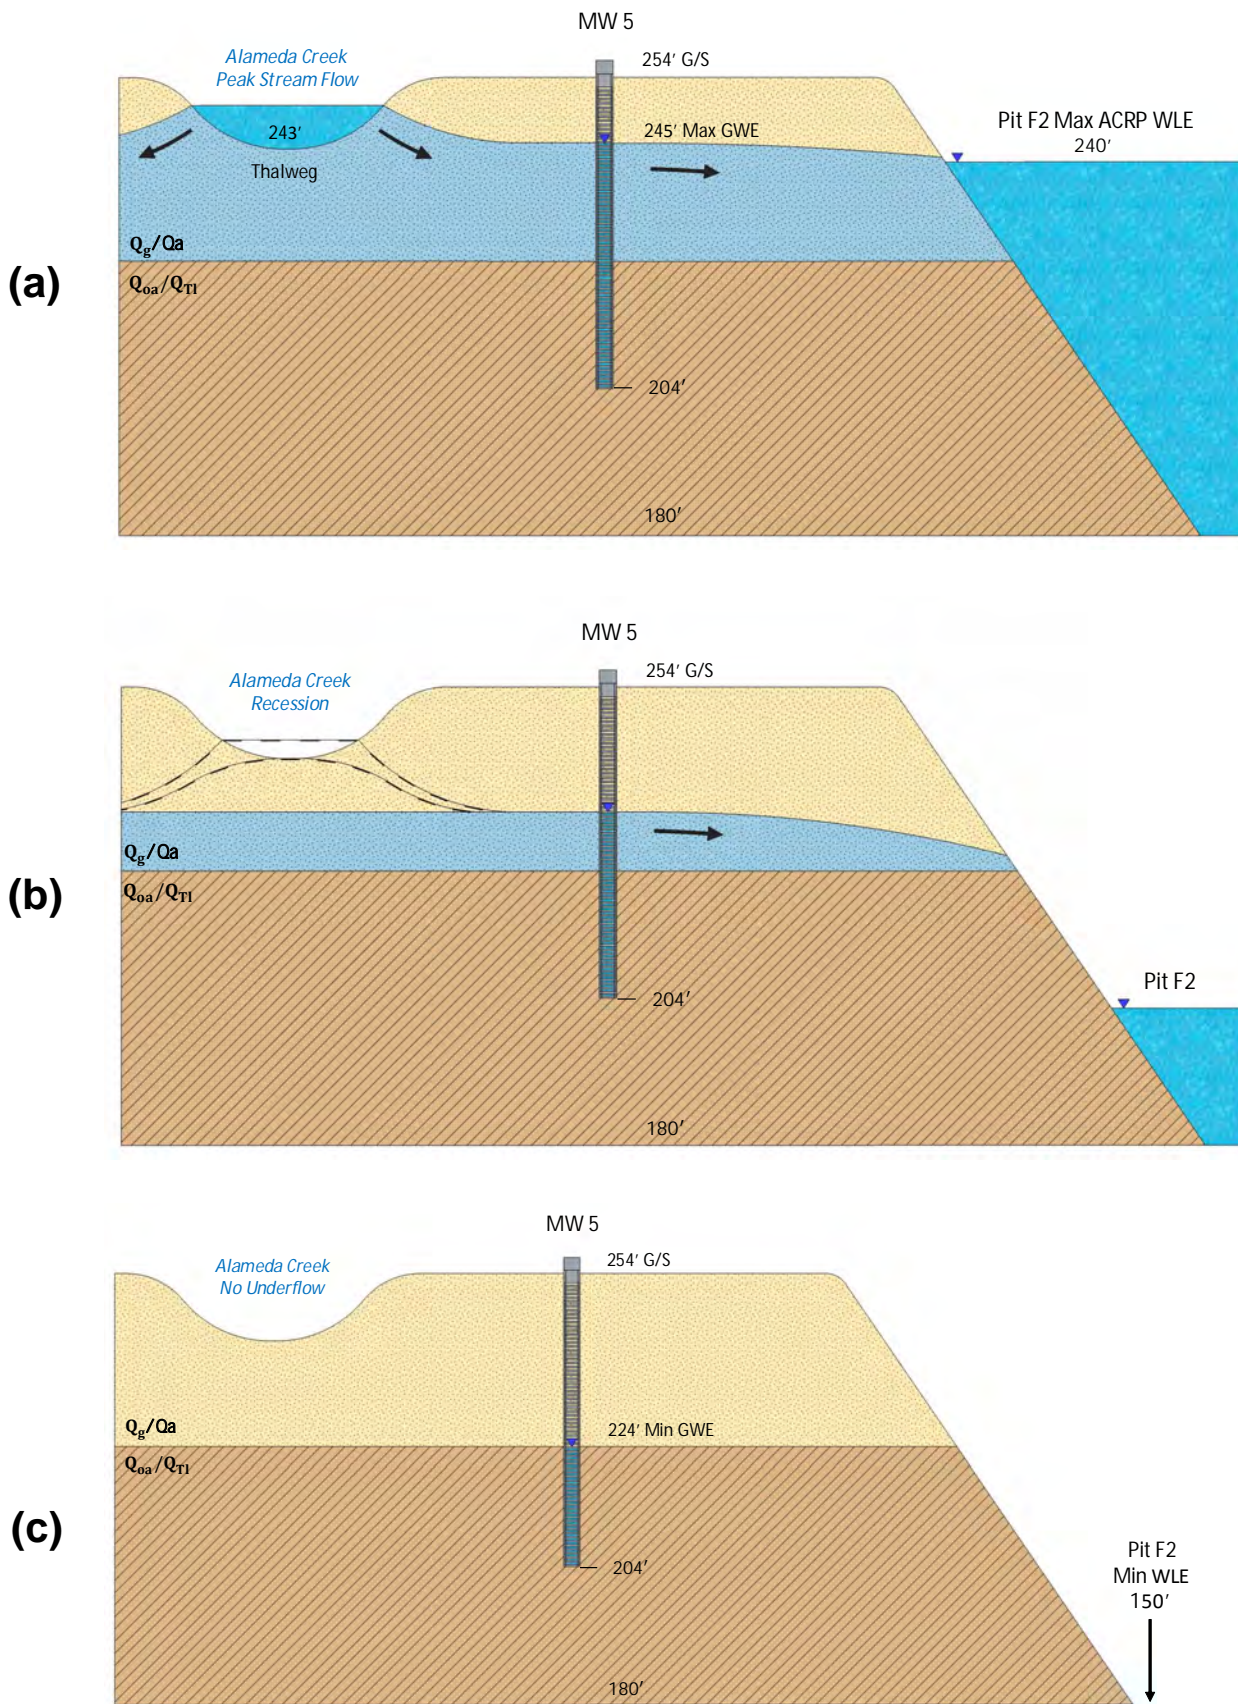 MW 5
Alameda Creek
Peak Stream Flow
254' G/S
243'
245' Max GWE
Pit F2 Max ACRP WLE
240'
Thalweg
Qg/Qa
Qoa/QTl
(a)
204'
180'
MW 5
254' G/S
Alameda Creek
Recession
Qg/Qa
Qoa/QTl
(b)
Pit F2
204'
180'
MW 5
254' G/S
Alameda Creek
No Underflow
224' Min GWE
Qg/Qa
Qoa/QTl
(c)
204'
Pit F2
Min WLE
150'
180'